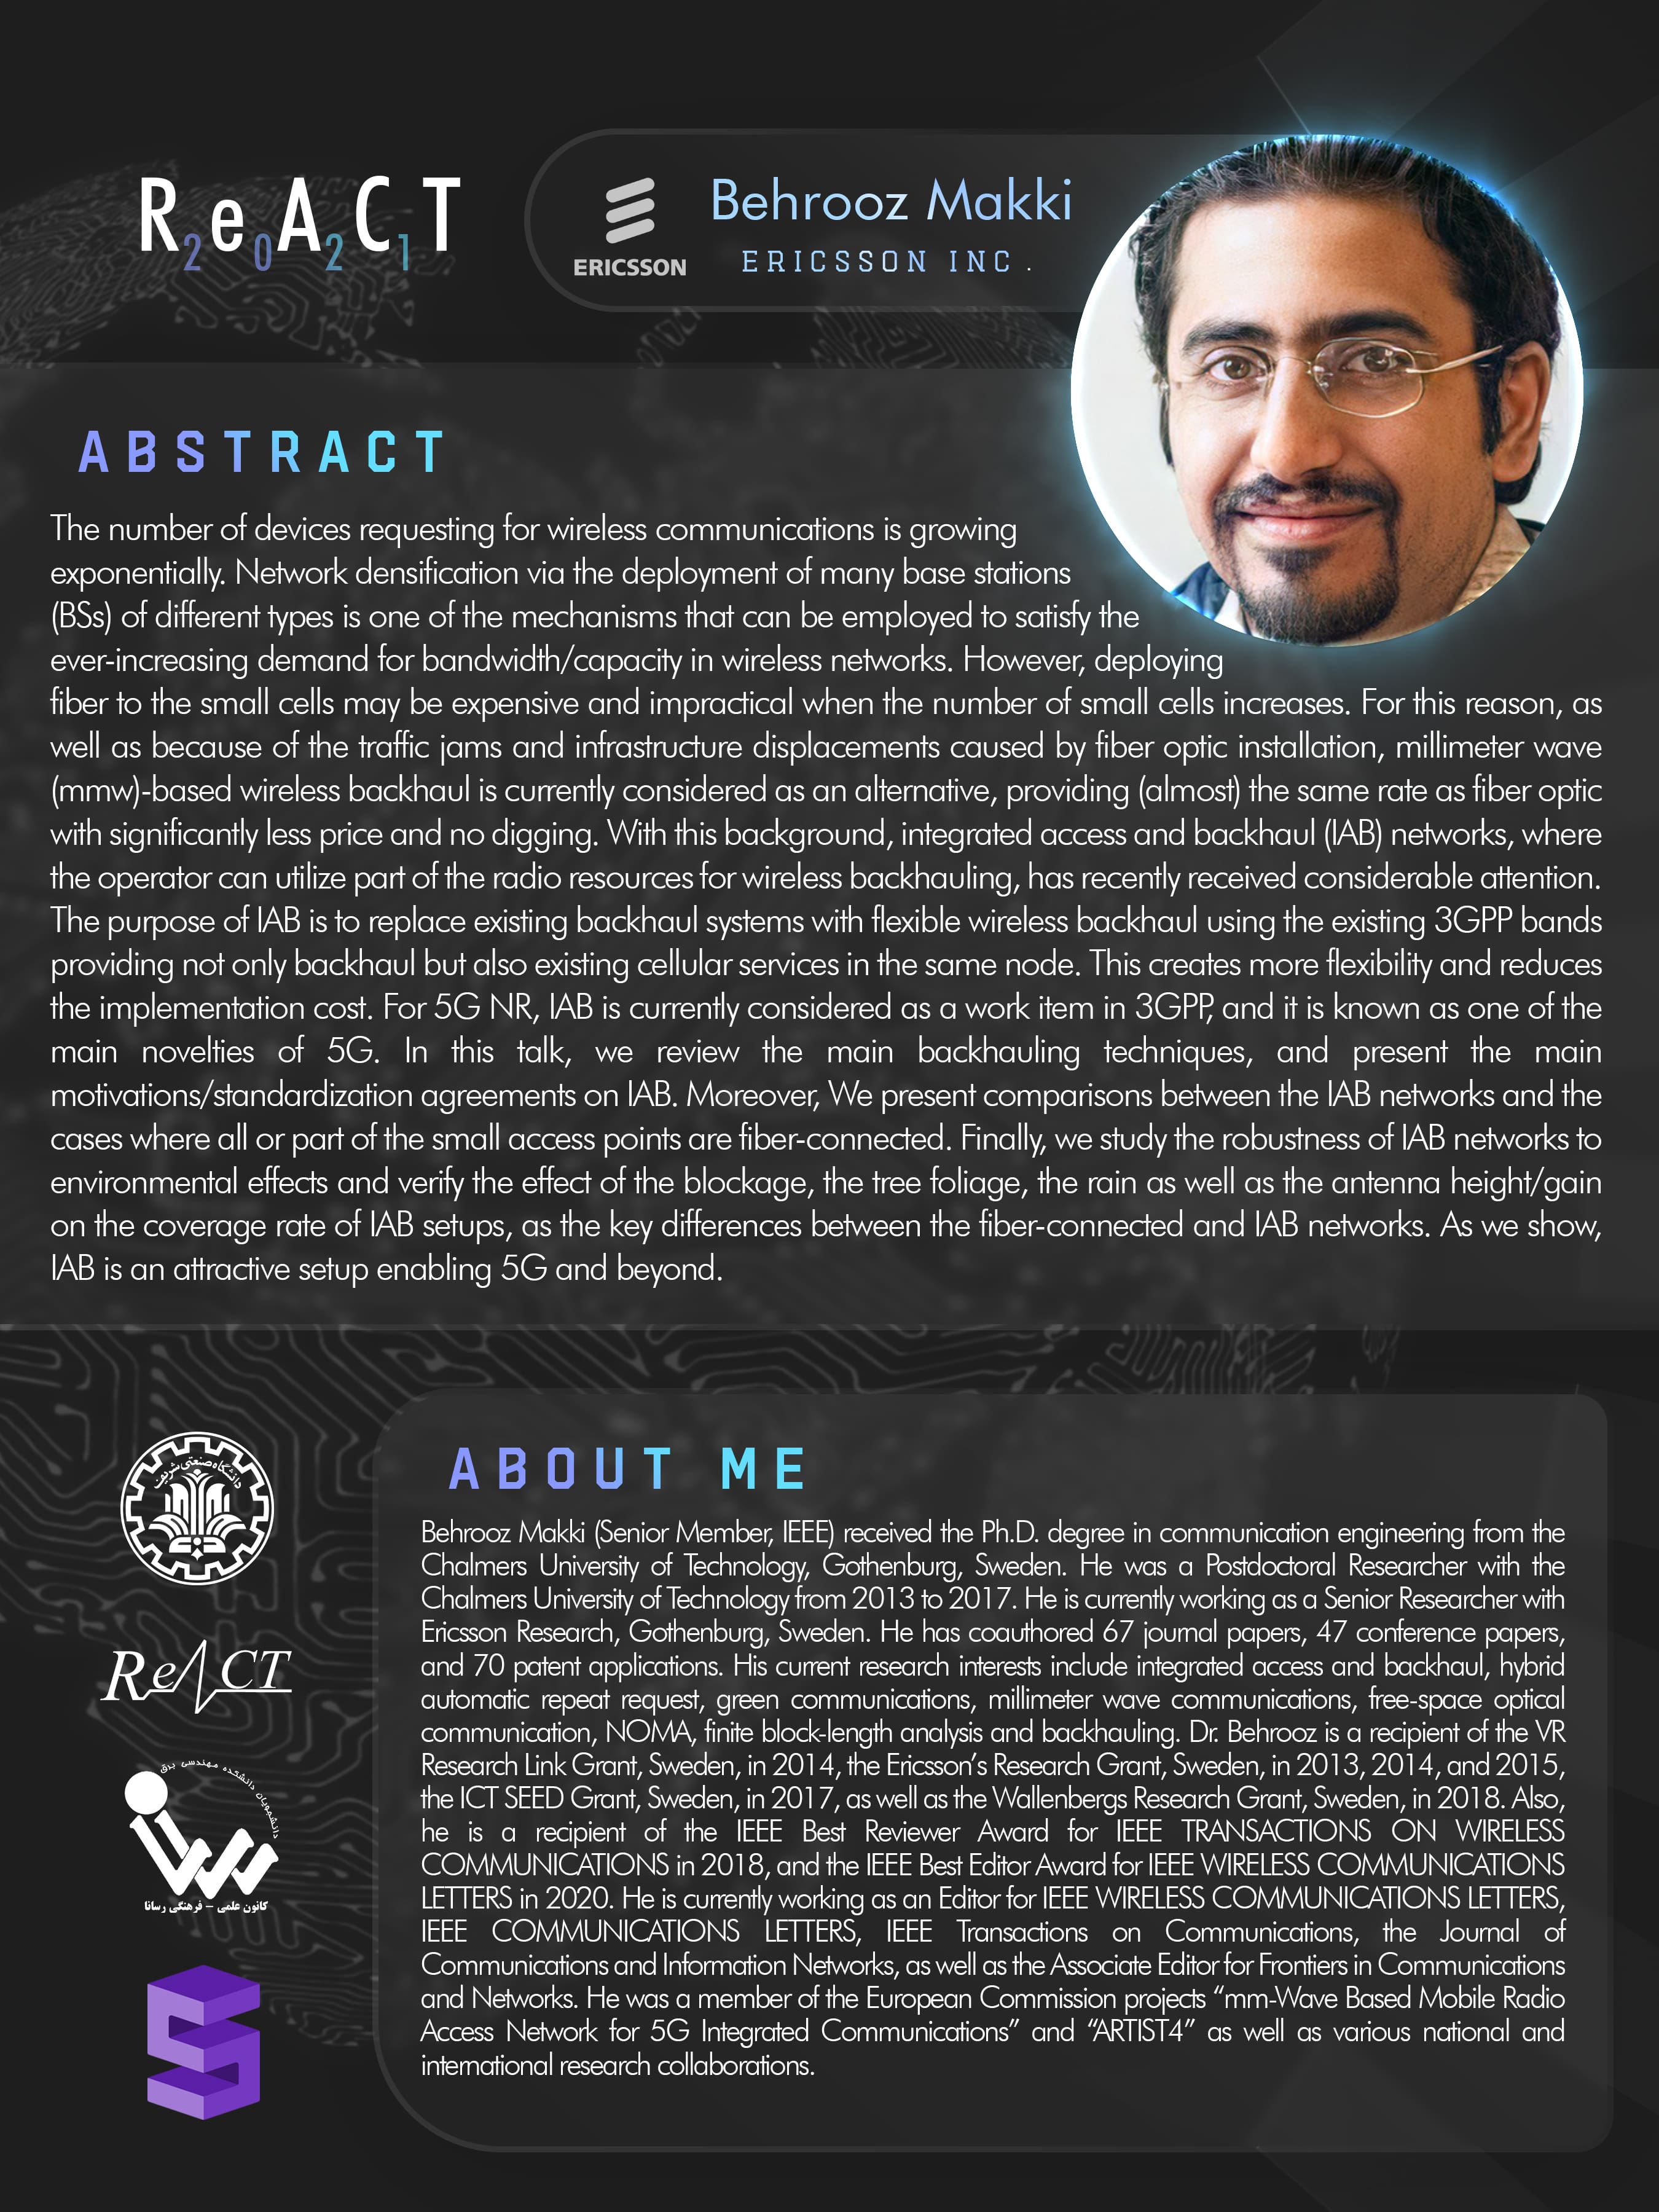 ReACT
2021
ERICSSON
Behrooz Makki
ERICSSON INC.
ABSTRACT
The number of devices requesting for wireless communications is growing
exponentially. Network densification via the deployment of many base stations
(BSs) of different types is one of the mechanisms that can be employed to satisfy the
ever-increasing demand for bandwidth/capacity in wireless networks. However, deploying
fiber to the small cells may be expensive and impractical when the number of small cells increases. For this reason, as
well as because of the traffic jams and infrastructure displacements caused by fiber optic installation, millimeter wave
(mmw)-based wireless backhaul is currently considered as an alternative, providing (almost) the same rate as fiber optic
with significantly less price and no digging. With this background, integrated access and backhaul (IAB) networks, where
the operator can utilize part of the radio resources for wireless backhauling, has recently received considerable attention.
The purpose of IAB is to replace existing backhaul systems with flexible wireless backhaul using the existing 3GPP bands
providing not only backhaul but also existing cellular services in the same node. This creates more flexibility and reduces
the implementation cost. For 5G NR, IAB is currently considered as a work item in 3GPP, and it is known as one of the
main novelties of 5G. In this talk, we review the main backhauling techniques, and present the main
motivations/standardization agreements on IAB. Moreover, We present comparisons between the IAB networks and the
cases where all or part of the small access points are fiber-connected. Finally, we study the robustness of IAB networks to
environmental effects and verify the effect of the blockage, the tree foliage, the rain as well as the antenna height/gain
on the coverage rate of IAB setups, as the key differences between the fiber-connected and IAB networks. As we show,
IAB is an attractive setup enabling 5G and beyond.
دانشگاه صنعتی شریف
ReACT
دانشجویان دانشکده مهندسی برق
کانون علمی - فرهنگی رسانا
ABOUT ME
Behrooz Makki (Senior Member, IEEE) received the Ph.D. degree in communication engineering from the
Chalmers University of Technology, Gothenburg, Sweden. He was a Postdoctoral Researcher with the
Chalmers University of Technology from 2013 to 2017. He is currently working as a Senior Researcher with
Ericsson Research, Gothenburg, Sweden. He has coauthored 67 journal papers, 47 conference papers,
and 70 patent applications. His current research interests include integrated access and backhaul, hybrid
automatic repeat request, green communications, millimeter wave communications, free-space optical
communication, NOMA, finite block-length analysis and backhauling. Dr. Behrooz is a recipient of the VR
Research Link Grant, Sweden, in 2014, the Ericsson’s Research Grant, Sweden, in 2013, 2014, and 2015,
the ICT SEED Grant, Sweden, in 2017, as well as the Wallenbergs Research Grant, Sweden, in 2018. Also,
he is a recipient of the IEEE Best Reviewer Award for IEEE TRANSACTIONS ON WIRELESS
COMMUNICATIONS in 2018, and the IEEE Best Editor Award for IEEE WIRELESS COMMUNICATIONS
LETTERS in 2020. He is currently working as an Editor for IEEE WIRELESS COMMUNICATIONS LETTERS,
IEEE COMMUNICATIONS LETTERS, IEEE Transactions on Communications, the Journal of
Communications and Information Networks, as well as the Associate Editor for Frontiers in Communications
and Networks. He was a member of the European Commission projects “mm-Wave Based Mobile Radio
Access Network for 5G Integrated Communications” and “ARTIST4” as well as various national and
international research collaborations.